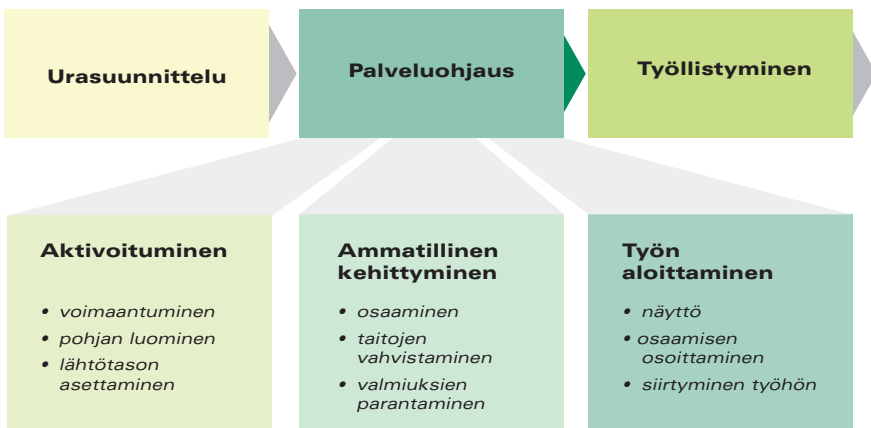 Urasuunnittelu
Palveluohjaus
Työllistyminen
Aktivoituminen
• voimaantuminen
• pohjan luominen
• lähtötason
asettaminen
Ammatillinen
kehittyminen
• osaaminen
• taitojen
vahvistaminen
• valmiuksien
parantaminen
Työn
aloittaminen
• näyttö
• osaamisen
osoittaminen
• siirtyminen työhön